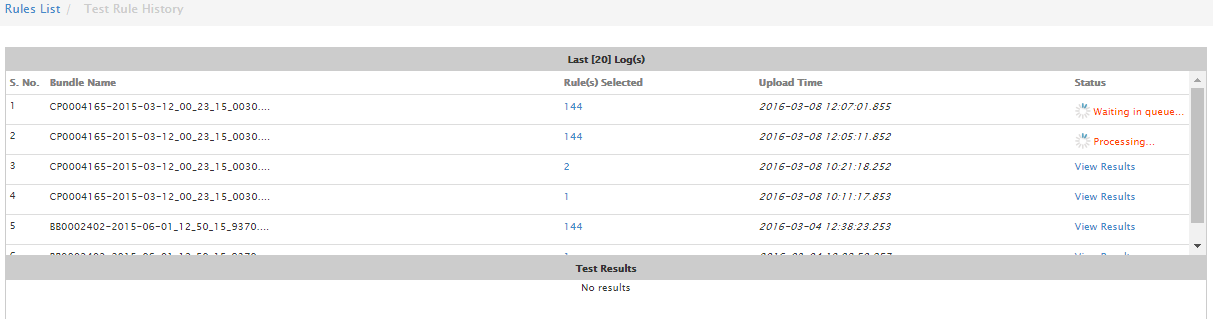 Rules List / Test Rule History
Last [20] Log(s)
S. No. Bundle Name Rule(s) Selected Upload Time Status
1 CP0004165-2015-03-12_00_23_15_0030.... 144 2016-03-08 12:07:01.855 Waiting in queue...
2 CP0004165-2015-03-12_00_23_15_0030.... 144 2016-03-08 12:05:11.852 Processing...
3 CP0004165-2015-03-12_00_23_15_0030.... 2 2016-03-08 10:21:18.252 View Results
4 CP0004165-2015-03-12_00_23_15_0030.... 1 2016-03-08 10:11:17.853 View Results
5 BB0002402-2015-06-01_12_50_15_9370.... 144 2016-03-04 12:38:23.253 View Results
Test Results
No results